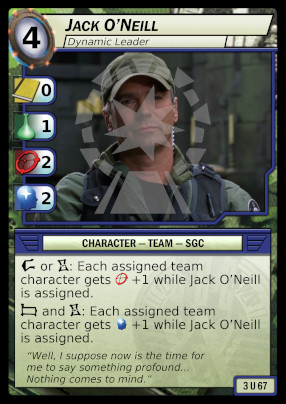 4
JACK O'NEILL
Dynamic Leader
0
1
2
2
CHARACTER – TEAM – SGC
or : Each assigned team
character gets +1 while Jack O'Neill
is assigned.
and : Each assigned team
character gets +1 while Jack O'Neill
is assigned.
"Well, I suppose now is the time for
me to say something profound...
Nothing comes to mind."
3 U 67